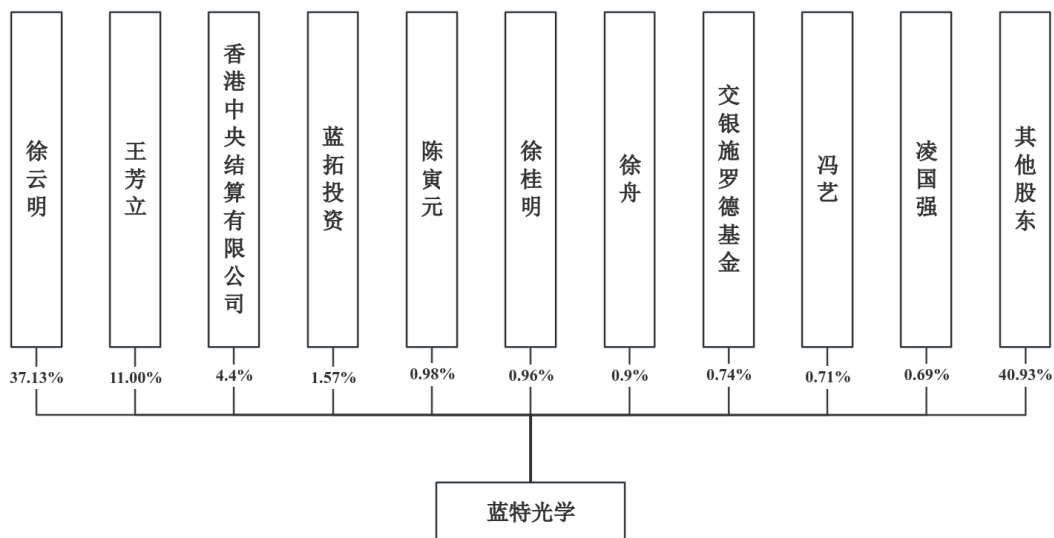 徐云明
王芳立
香港中央结算有限公司
蓝拓投资
陈寅元
徐桂明
徐舟
交银施罗德基金
冯艺
凌国强
其他股东
37.13%
11.00%
4.4%
1.57%
0.98%
0.96%
0.9%
0.74%
0.71%
0.69%
40.93%
蓝特光学